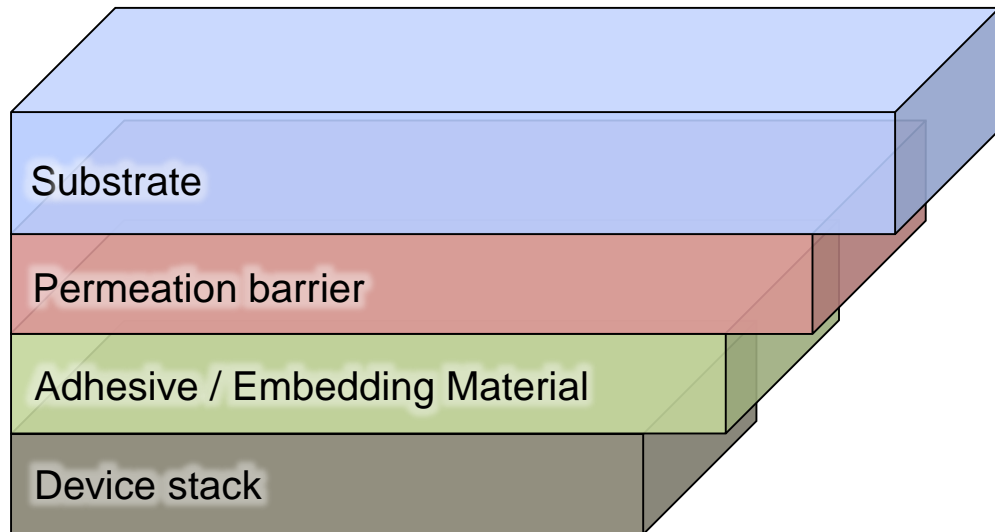 Substrate
Permeation barrier
Adhesive / Embedding Material
Device stack